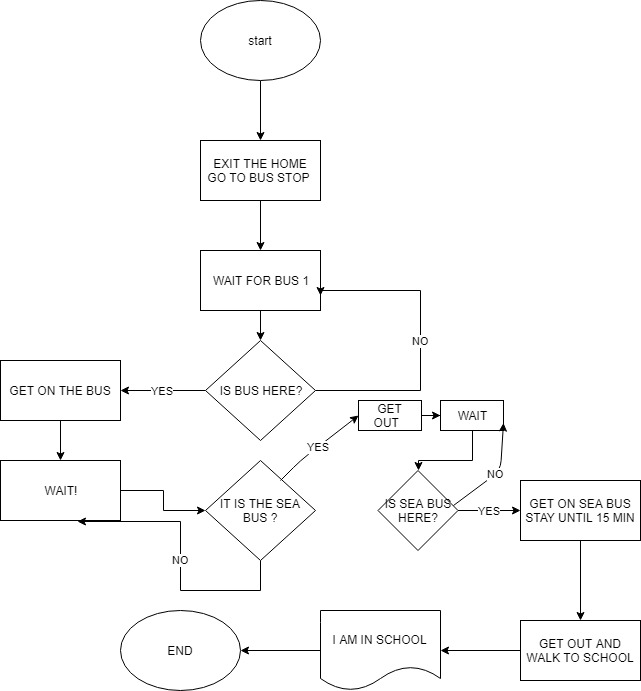 start
EXIT THE HOME
GO TO BUS STOP
WAIT FOR BUS 1
NO
IS BUS HERE?
YES
GET ON THE BUS
WAIT!
IT IS THE SEA
BUS ?
NO
YES
GET
OUT
WAIT
NO
IS SEA BUS
HERE?
YES
GET ON SEA BUS
STAY UNTIL 15 MIN
GET OUT AND
WALK TO SCHOOL
I AM IN SCHOOL
END